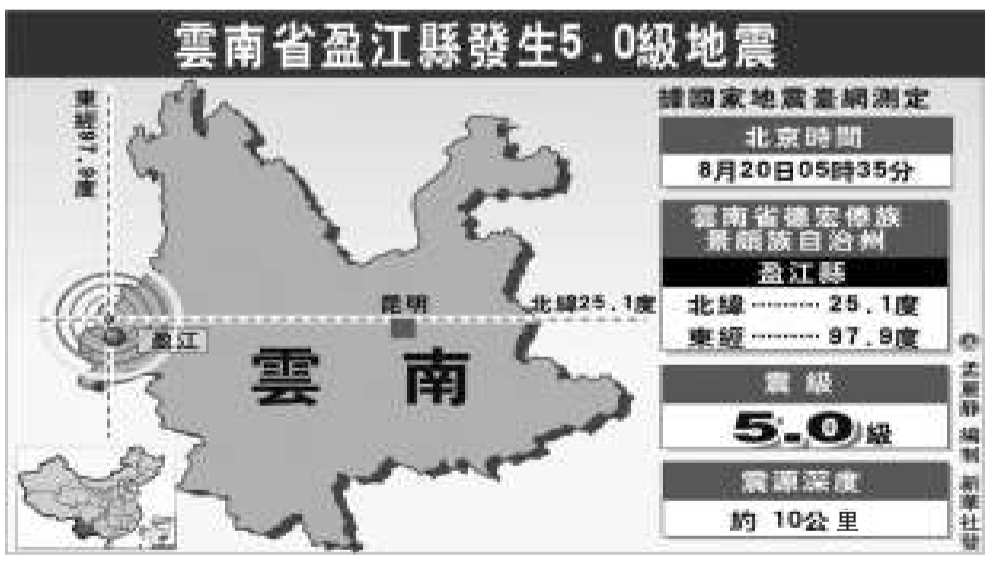 雲南省盈江縣發生5.0級地震
東經97.9度
據國家地震臺網測定
北京時間
8月20日05時35分
雲南省德宏傣族
景頗族自治州
盈江縣
北緯………25.1度
東經………97.9度
震級
5.0級
震源深度
約 10公里
昆明
北緯25.1度
盈江
雲南
編制 新華社發